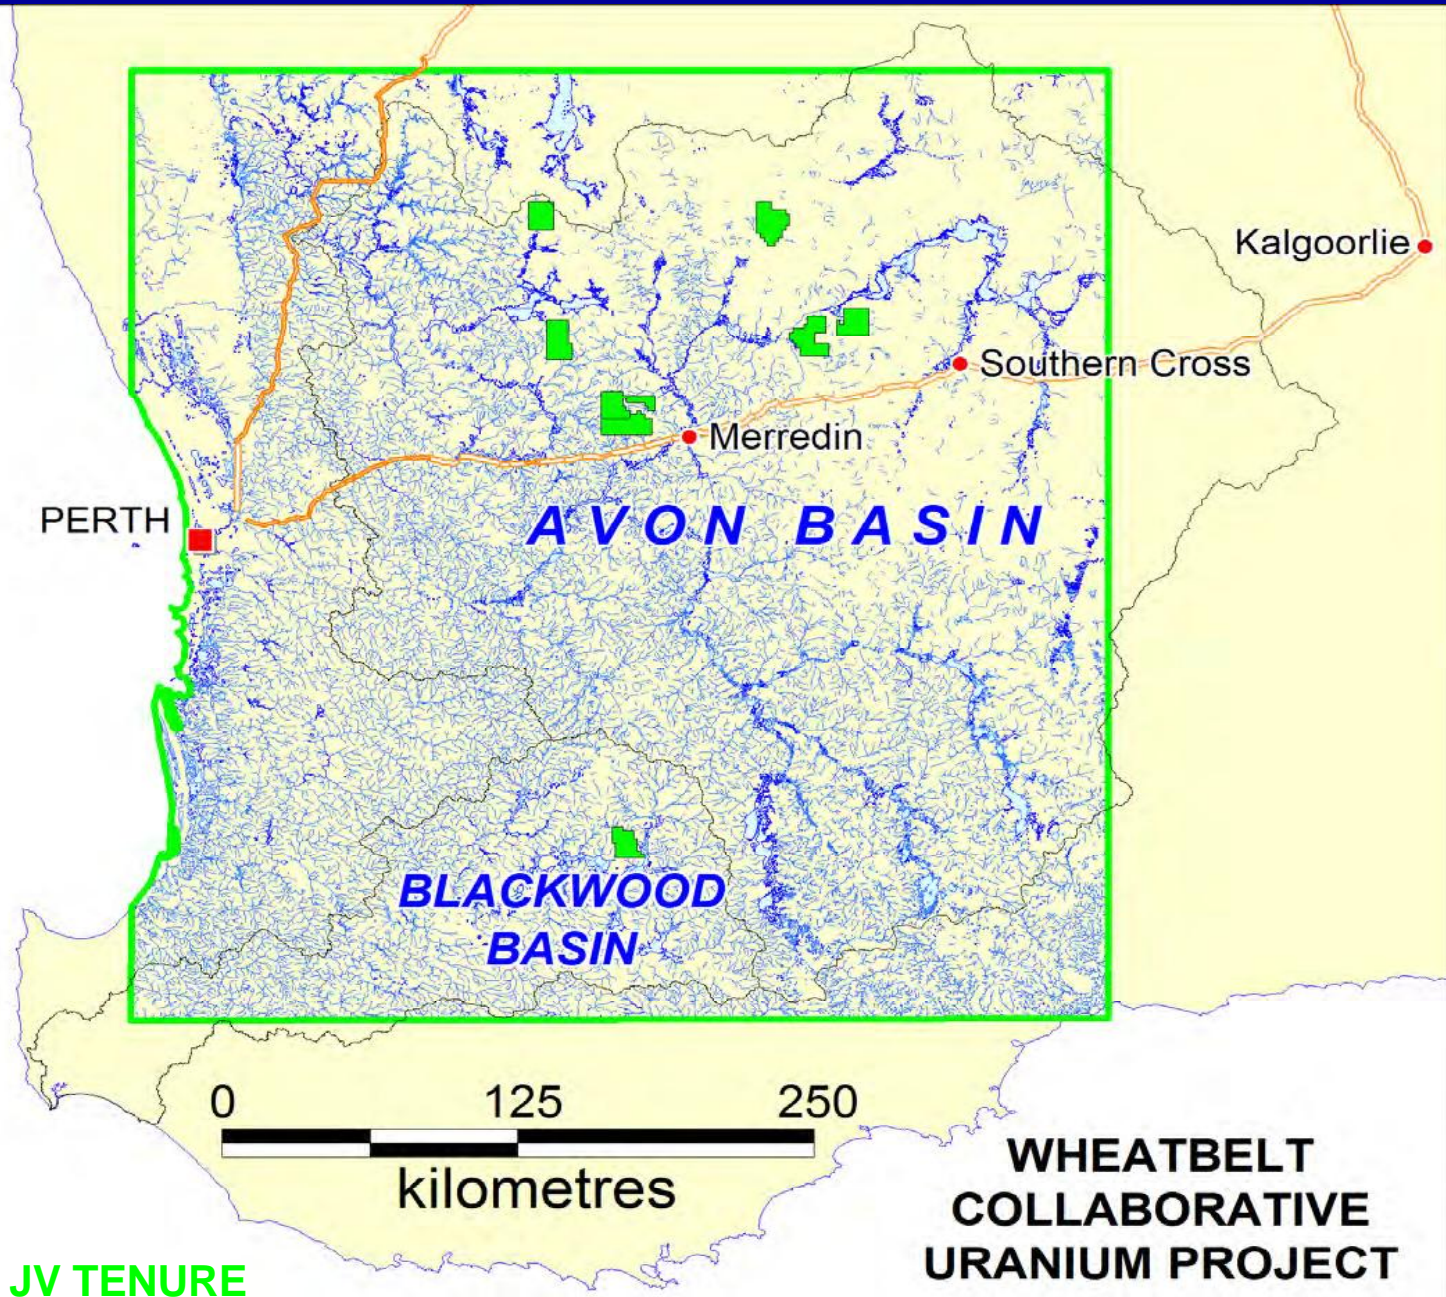 Kalgoorlie
Southern Cross
Merredin
PERTH
AVON BASIN
BLACKWOOD
BASIN
0 125 250
kilometres
WHEATBELT
COLLABORATIVE
URANIUM PROJECT
JV TENURE